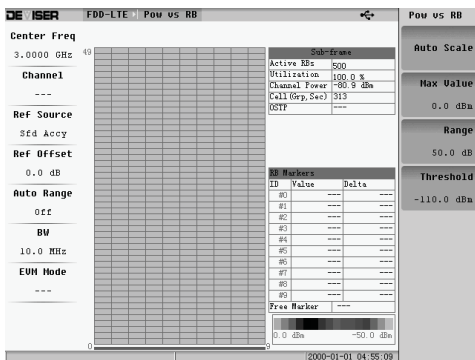 DEVISER FDD-LTE Pow vs RB Pow vs RB
Center Freq
3.0000 GHz
Channel
---
Ref Source
Sfd Accy
Ref Offset
0.0 dB
Auto Range
Off
BW
10.0 MHz
EVM Mode
---
49
0
9
Sub-frame
Active RBs 500
Utilization 100.0 %
Channel Power -80.9 dBm
Cell(Grp,Sec) 313
OSTP ---
RB Markers
ID Value Delta
#0 --- ---
#1 --- ---
#2 --- ---
#3 --- ---
#4 --- ---
#5 --- ---
#6 --- ---
#7 --- ---
#8 --- ---
#9 --- ---
Free Marker ---
0.0 dBm -50.0 dBm
2000-01-01 04:55:09
Auto Scale
Max Value
0.0 dBm
Range
50.0 dB
Threshold
-110.0 dBm